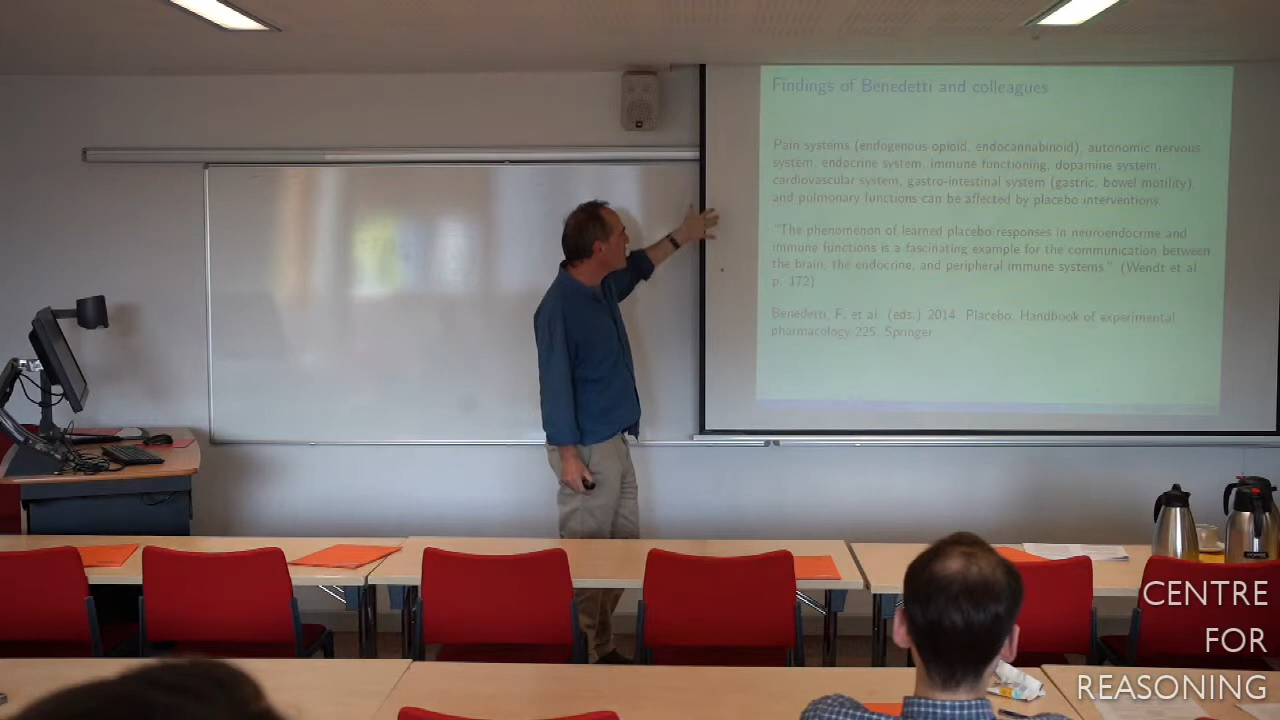 Findings of Benedetti and colleagues
Pain systems (endogenous opioid, endocannabinoid), autonomic nervous
system, endocrine system, immune functioning, dopamine system,
cardiovascular system, gastro-intestinal system (gastric, bowel motility),
and pulmonary functions can be affected by placebo interventions.
"The phenomenon of learned placebo responses in neuroendocrine and
immune functions is a fascinating example for the communication between
the brain, the endocrine, and peripheral immune systems." (Wendt et al.
p. 172)
Benedetti, F. et al. (eds.) 2014. Placebo. Handbook of experimental
pharmacology 225. Springer.
CENTRE
FOR
REASONING